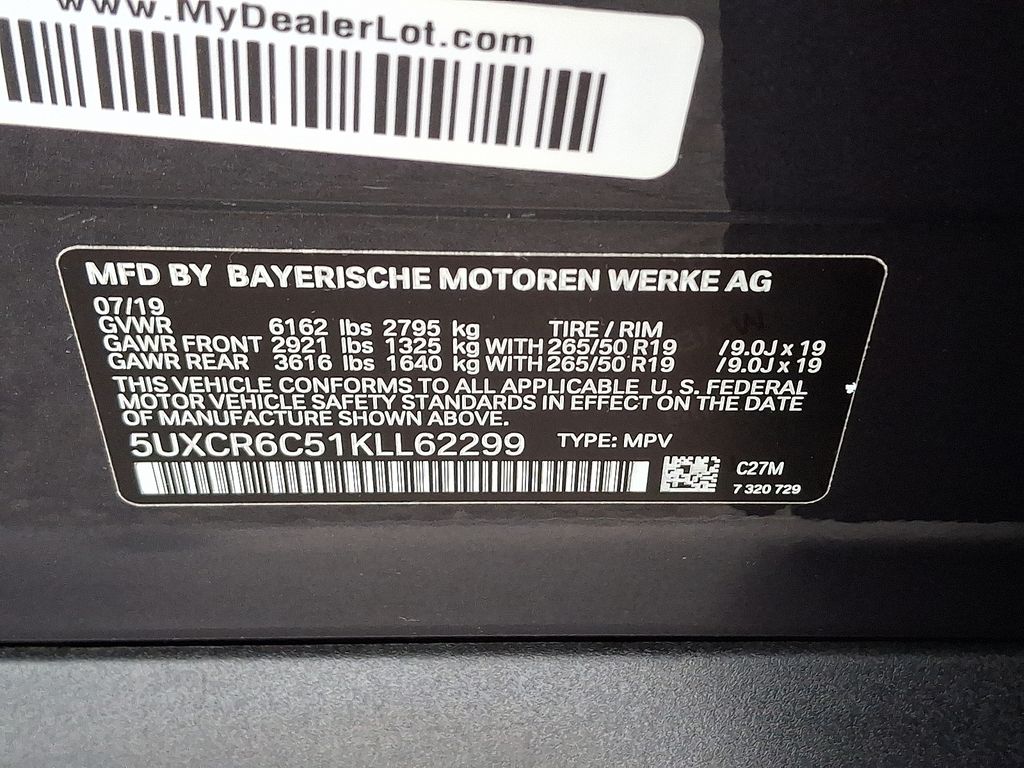 www.MyDealerLot.com
MFD BY BAYERISCHE MOTOREN WERKE AG
07/19
GVWR 6162 lbs 2795 kg TIRE / RIM
GAWR FRONT 2921 lbs 1325 kg WITH 265/50 R19 /9.0J x 19
GAWR REAR 3616 lbs 1640 kg WITH 265/50 R19 /9.0J x 19
THIS VEHICLE CONFORMS TO ALL APPLICABLE U.S. FEDERAL
MOTOR VEHICLE SAFETY STANDARDS IN EFFECT ON THE DATE
OF MANUFACTURE SHOWN ABOVE.
5UXCR6C51KLL62299 TYPE: MPV
C27M
7 320 729